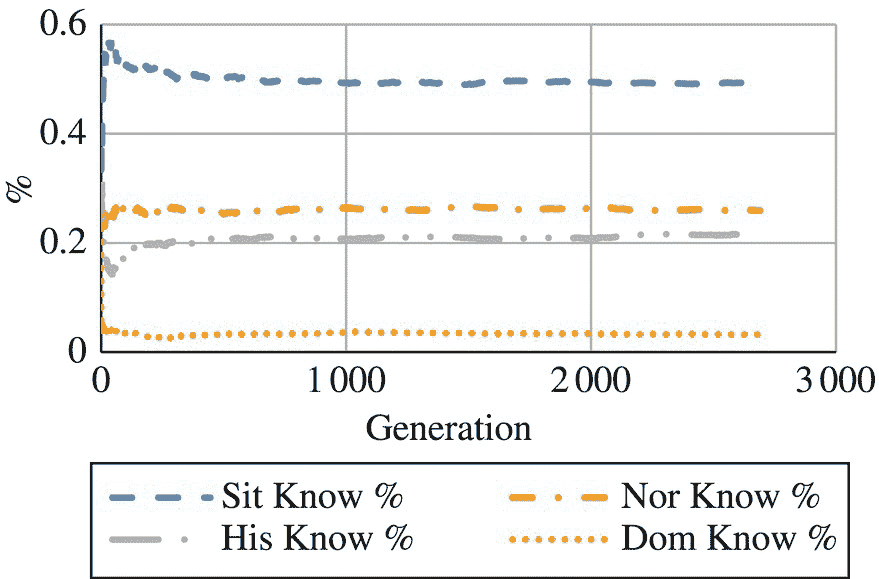 0.6
0.4
%
0.2
0
0 1 000 2 000 3 000
Generation
Sit Know % Nor Know %
His Know % Dom Know %